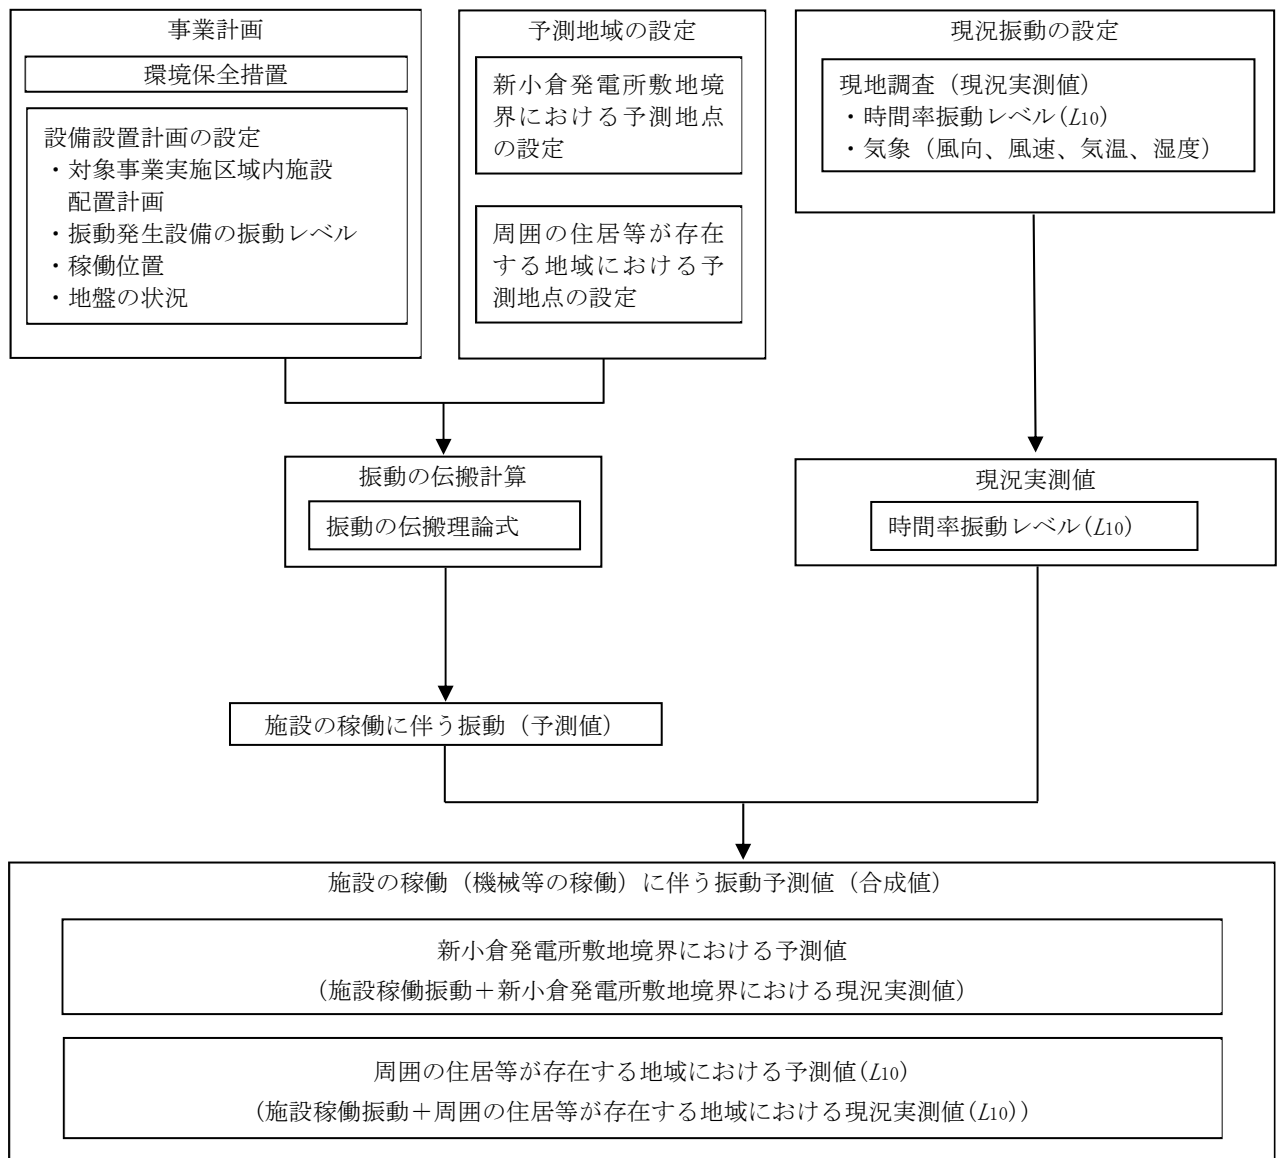 事業計画
環境保全措置
設備設置計画の設定
・対象事業実施区域内施設
配置計画
・振動発生設備の振動レベル
・稼働位置
・地盤の状況
予測地域の設定
新小倉発電所敷地境
界における予測地点
の設定
周囲の住居等が存在
する地域における予
測地点の設定
現況振動の設定
現地調査（現況実測値）
・時間率振動レベル(L10)
・気象（風向、風速、気温、湿度）
振動の伝搬計算
振動の伝搬理論式
現況実測値
時間率振動レベル(L10)
施設の稼働に伴う振動（予測値）
施設の稼働（機械等の稼働）に伴う振動予測値（合成値）
新小倉発電所敷地境界における予測値
（施設稼働振動＋新小倉発電所敷地境界における現況実測値）
周囲の住居等が存在する地域における予測値(L10)
（施設稼働振動＋周囲の住居等が存在する地域における現況実測値(L10)）